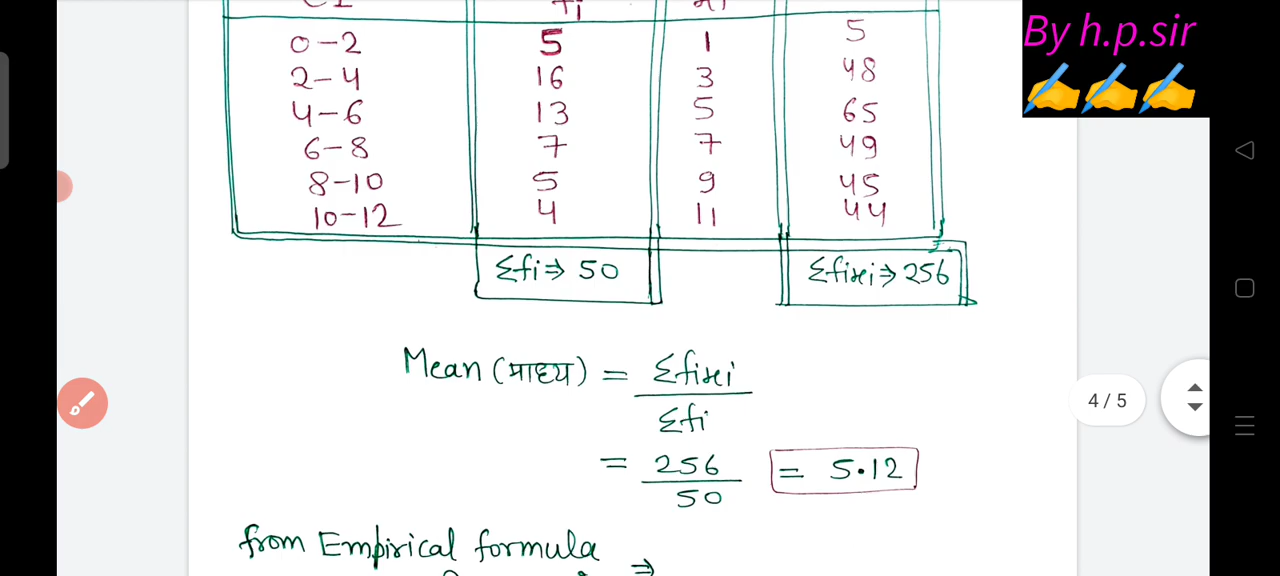 By h.p.sir
0-2 5 1 5
2-4 16 3 48
4-6 13 5 65
6-8 7 7 49
8-10 5 9 45
10-12 4 11 44
Σfi⇒ 50 Σfixi⇒256
Mean (माध्य) = Σfixi
Σfi
= 256 = 5.12
50
from Empirical formula
⇒
4 / 5